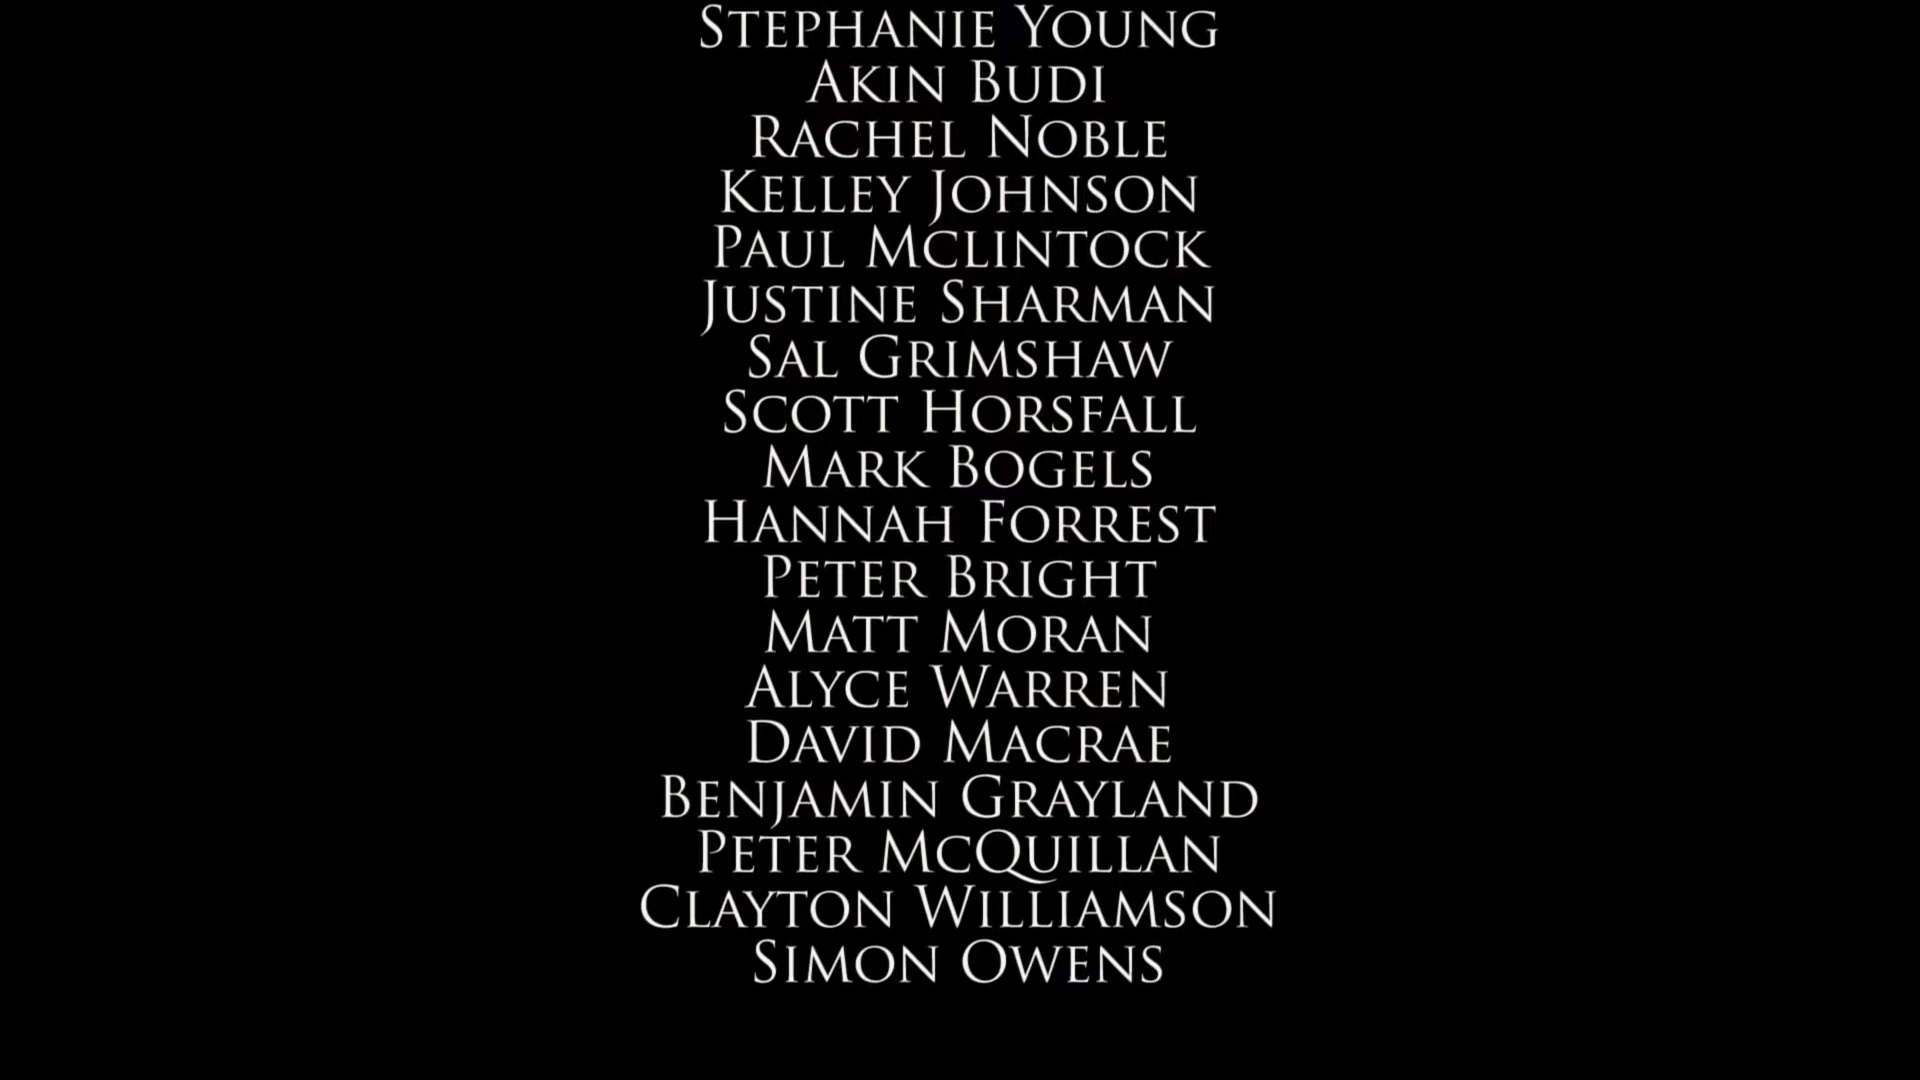 Stephanie Young
Akin Budi
Rachel Noble
Kelley Johnson
Paul Mclintock
Justine Sharman
Sal Grimshaw
Scott Horsfall
Mark Bogels
Hannah Forrest
Peter Bright
Matt Moran
Alyce Warren
David Macrae
Benjamin Grayland
Peter McQuillan
Clayton Williamson
Simon Owens